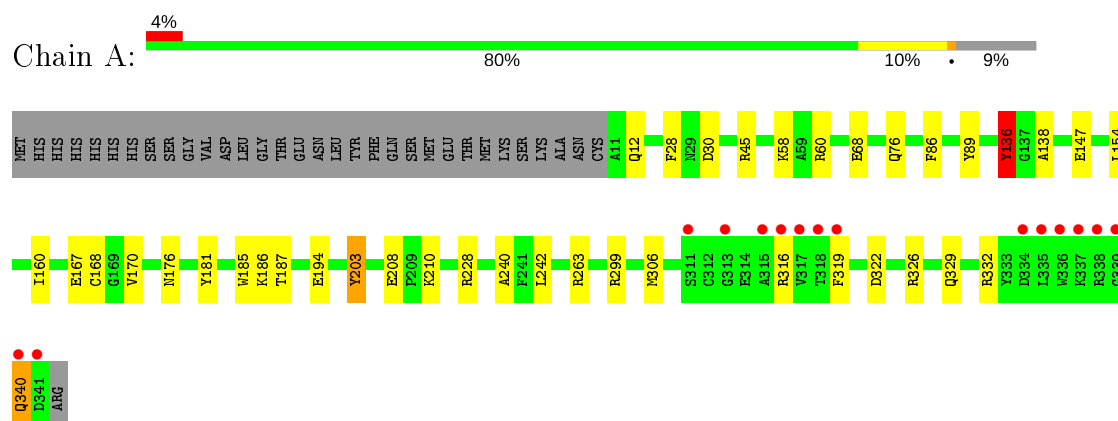 4%
Chain A:
80% 10% • 9%
MET HIS HIS HIS HIS HIS HIS SER SER GLY VAL ASP LEU GLY THR GLU ASN LEU TYR PHE GLN SER MET GLU THR MET LYS SER LYS ALA ASN CYS A11 Q12 F28 N29 D30 R45 K58 A59 R60 E68 Q76 F86 Y89 Y136 G137 A138 E147 L154
I160 E167 C168 G169 V170 N176 Y181 W185 K186 T187 E194 Y203 E208 P209 K210 R228 A240 F241 L242 R263 R299 M306 S311 C312 G313 E314 A315 R316 V317 T318 F319 D322 R326 Q329 R332 Y333 D334 L335 W336 K337 R338
Q340 D341 ARG